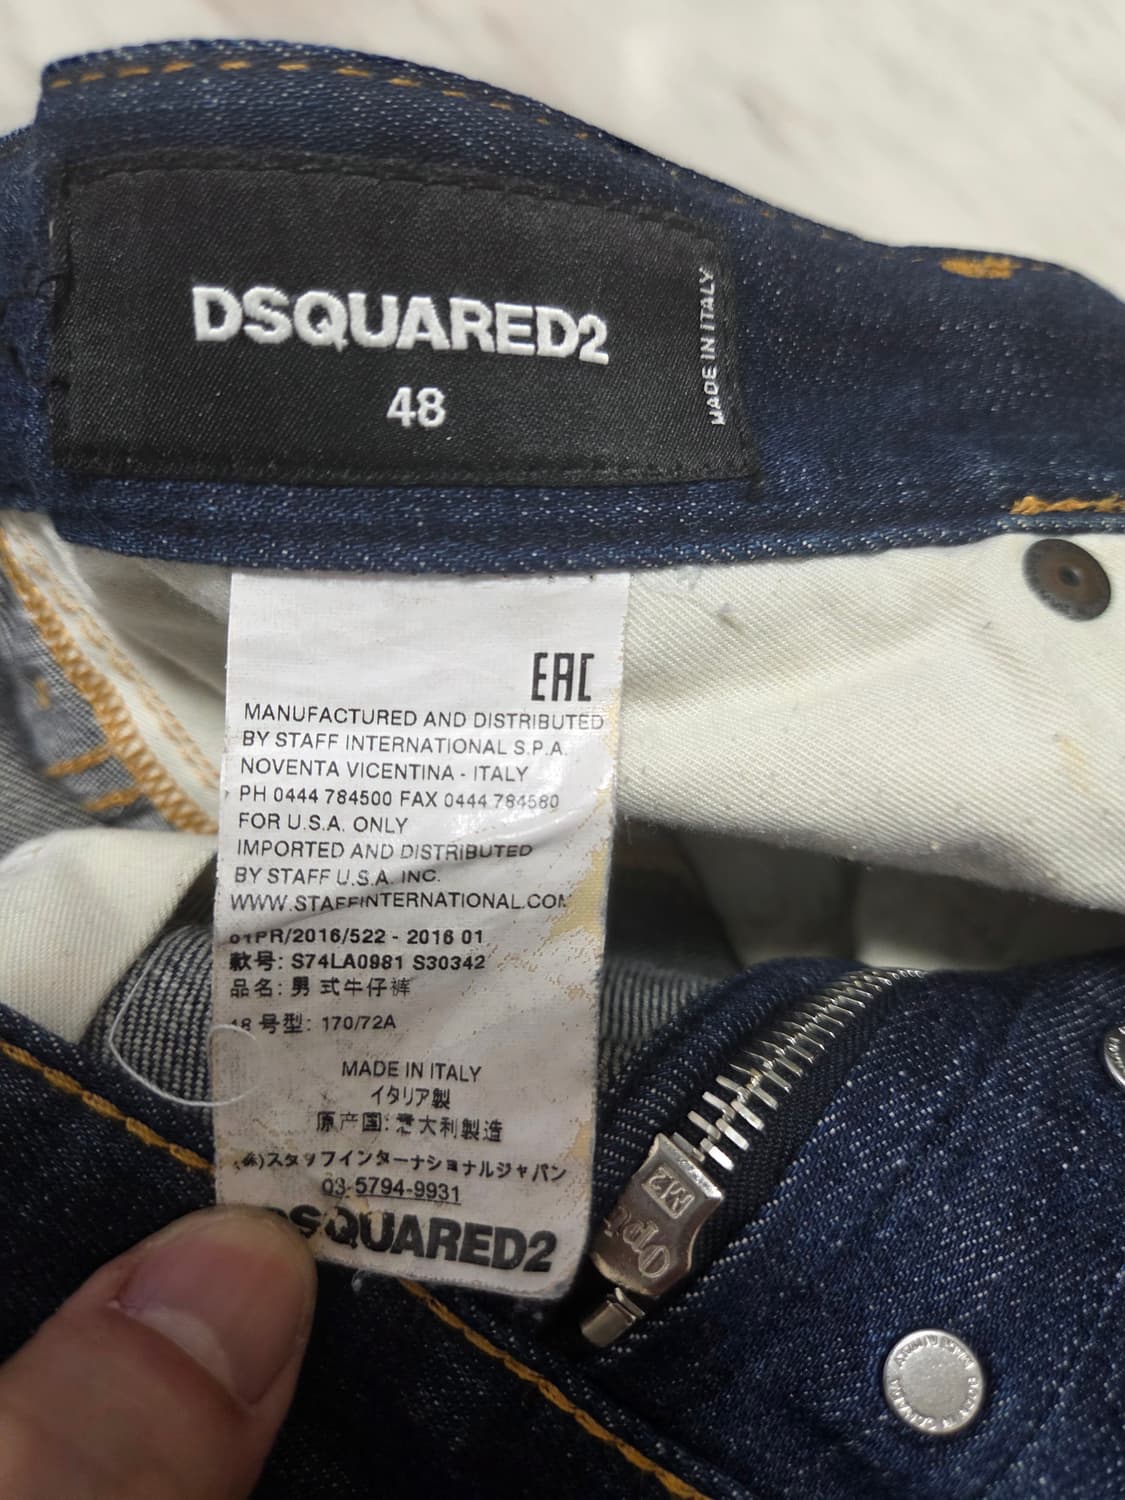 DSQUARED2
48
MADE IN ITALY
EAC
MANUFACTURED AND DISTRIBUTED
BY STAFF INTERNATIONAL S.P.A.
NOVENTA VICENTINA - ITALY
PH 0444 784500 FAX 0444 784580
FOR U.S.A. ONLY
IMPORTED AND DISTRIBUTED
BY STAFF U.S.A. INC.
WWW.STAFFINTERNATIONAL.COM
01PR/2016/522 - 2016 01
款号: S74LA0981 S30342
品名: 男 式牛仔裤
48 号型: 170/72A
MADE IN ITALY
イタリア製
原产国: 意大利製造
(株)スタッフインターナショナルジャパン
03-5794-9931
DSQUARED2
M2